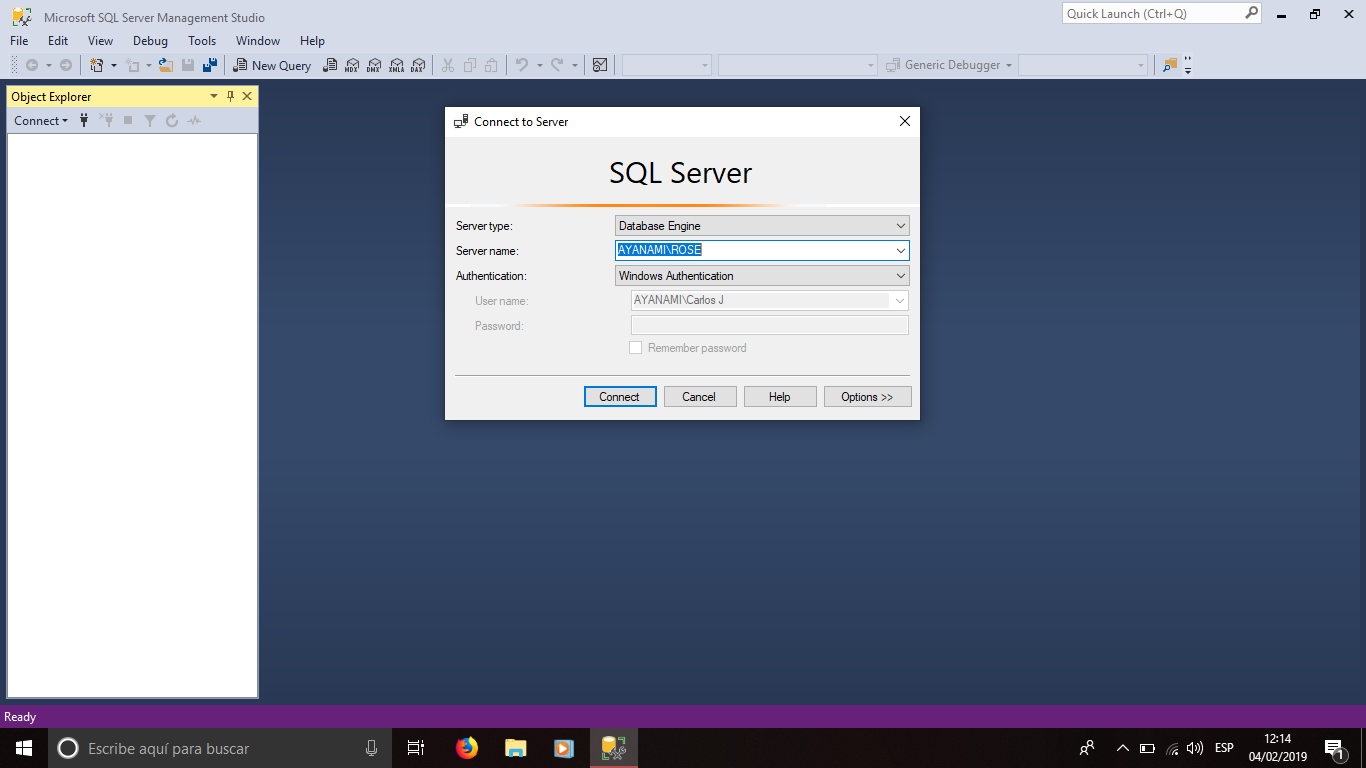 Microsoft SQL Server Management Studio
Quick Launch (Ctrl+Q)
File Edit View Debug Tools Window Help
New Query MDX DMX XMLA DAX Generic Debugger
Object Explorer
Connect
Connect to Server
SQL Server
Server type: Database Engine
Server name: AYANAMI\ROSE
Authentication: Windows Authentication
User name: AYANAMI\Carlos J
Password:
Remember password
Connect Cancel Help Options >>
Ready
Escribe aquí para buscar
ESP
12:14
04/02/2019
1